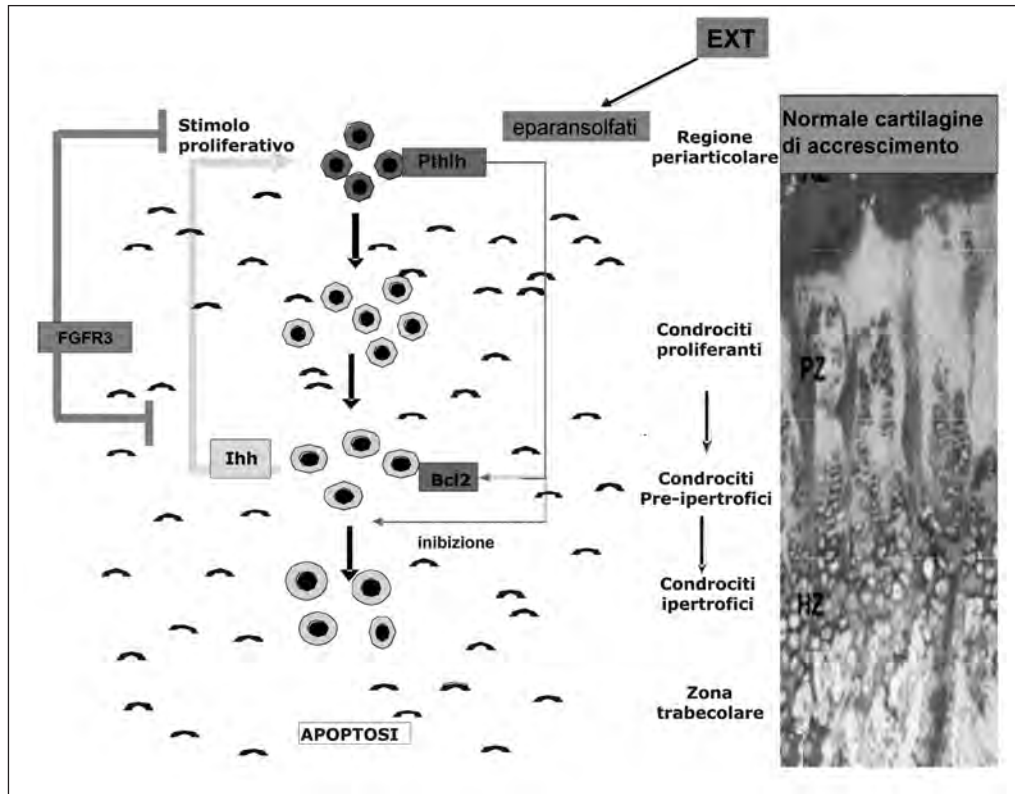 EXT
eparansolfati
Stimolo
proliferativo
Pthlh
Regione
periarticolare
Normale cartilagine
di accrescimento
FGFR3
Condrociti
proliferanti
PZ
Ihh
Bcl2
Condrociti
Pre-ipertrofici
inibizione
Condrociti
ipertrofici
HZ
Zona
trabecolare
APOPTOSI